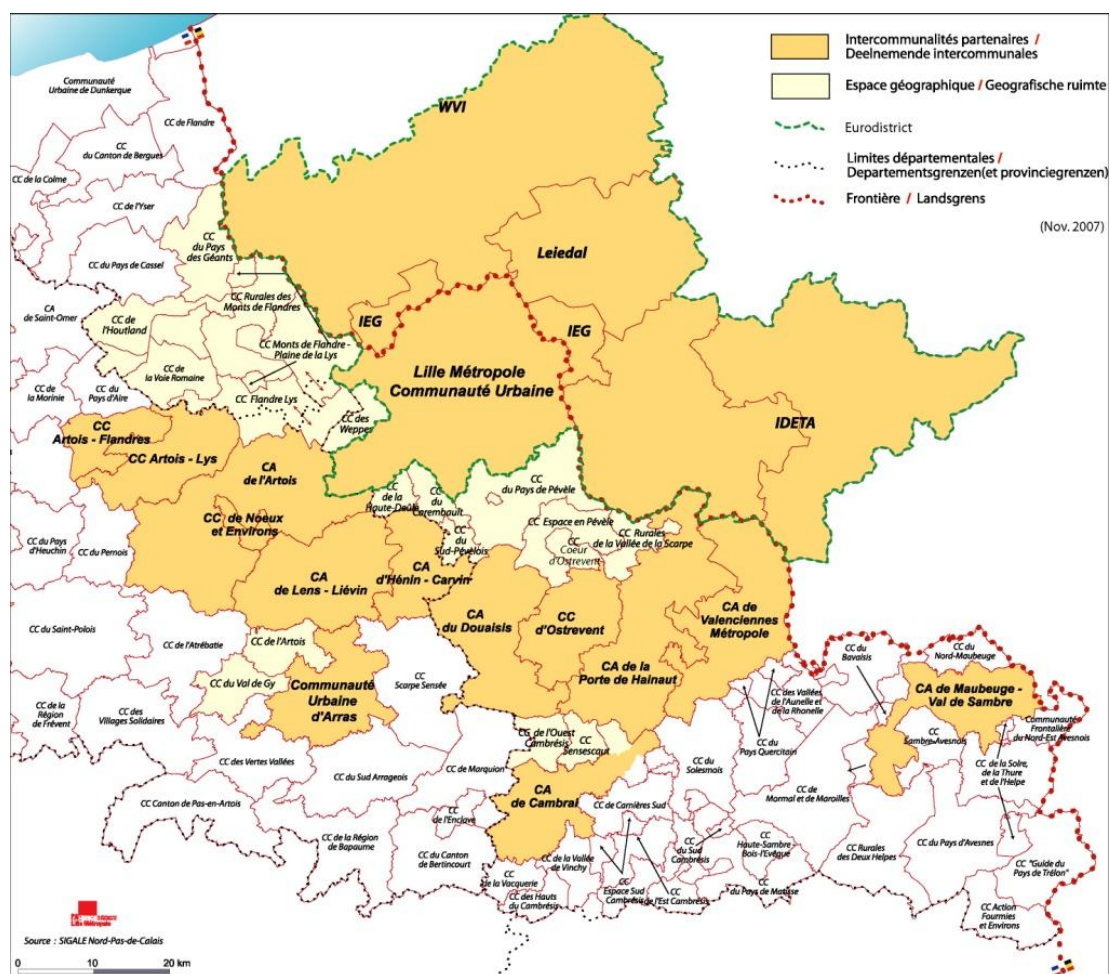 Intercommunalités partenaires /
Deelnemende intercommunales
Espace géographique / Geografische ruimte
Eurodistrict
Limites départementales /
Departementsgrenzen(et provinciegrenzen)
Frontière / Landsgrens
(Nov. 2007)
Communauté
Urbaine de Dunkerque
CC de Flandre
CC
du Canton de Bergues
CC de la Colme
CC de l'Yser
CC du Pays de Cassel
CC
du Pays
des Géants
WVI
Leiedal
CC Rurales des
Monts de Flandres
CA
de Saint-Omer
CC de
l'Houtland
IEG
IEG
CC Monts de Flandre -
Plaine de la Lys
Lille Métropole
Communauté Urbaine
CC de
la Voie Romaine
CC de
la Morinie
CC du
Pays d'Aire
CC Flandre Lys
CC des
Weppes
IDETA
CC
Artois - Flandres
CC Artois - Lys
CA
de l'Artois
CC
de la
Haute-Deûle
CC
du
Carembault
CC
du Pays de Pévèle
CC de Noeux
et Environs
CC Espace en Pévèle
CC Rurales
de la Vallée de la Scarpe
CC
du
Sud-Pévélois
CC
Coeur
d'Ostrevent
CC du Pays
d'Heuchin
CC du Pernois
CA
de Lens - Liévin
CA
d'Hénin - Carvin
CA
du Douaisis
CC
d'Ostrevent
CA de
Valenciennes
Métropole
CC du Saint-Polois
CC de l'Atrébatie
CC de l'Artois
CC du Val de Gy
Communauté
Urbaine
d'Arras
CC
Scarpe Sensée
CA de la
Porte de Hainaut
CC du
Bavaisis
CC du
Nord-Maubeuge
CA de Maubeuge -
Val de Sambre
CC des Vallées
de l'Aunelle et
de la Rhonelle
CC de la
Région
de Frévent
CC des
Villages Solidaires
CC de l'Ouest
Cambrésis
CC
Sensescaut
CC du
Pays Quercitain
CC
Sambre-Avesnois
Communauté
Frontalière
du Nord-Est Avesnois
CC des Vertes Vallées
CC du Sud Arrageois
CC de Marquion
CC du
Solesmois
CC de la Solre,
de la Thure
et de l'Helpe
CA
de Cambrai
CC de
Mormal et de Maroilles
CC Canton de Pas-en-Artois
CC
de l'Enclave
CC de Carnières Sud
CC de la Région
de Bapaume
CC du Canton
de Bertincourt
CC de la Vallée
de Vinchy
CC
du Sud
Cambrésis
CC
Haute-Sambre -
Bois-l'Evêque
CC Rurales
des Deux Helpes
CC du Pays d'Avesnes
CC
de la Vacquerie
CC des Hauts
du Cambrésis
CC
Espace Sud
Cambrésis
CC
de l'Est Cambrésis
CC
du Pays de Matisse
CC "Guide du
Pays de Trélon"
CC Action
Fourmies
et Environs
Lille Métropole
Source : SIGALE Nord-Pas-de-Calais
0 10 20 km